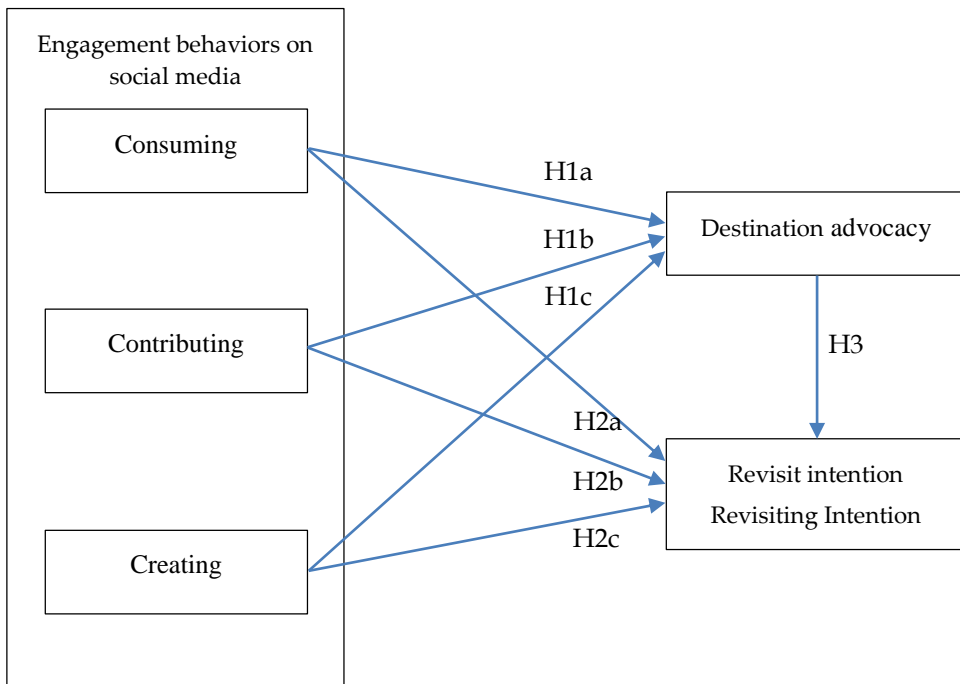 Engagement behaviors on
social media
Consuming
Contributing
Creating
H1a
H1b
H1c
H2a
H2b
H2c
Destination advocacy
H3
Revisit intention
Revisiting Intention